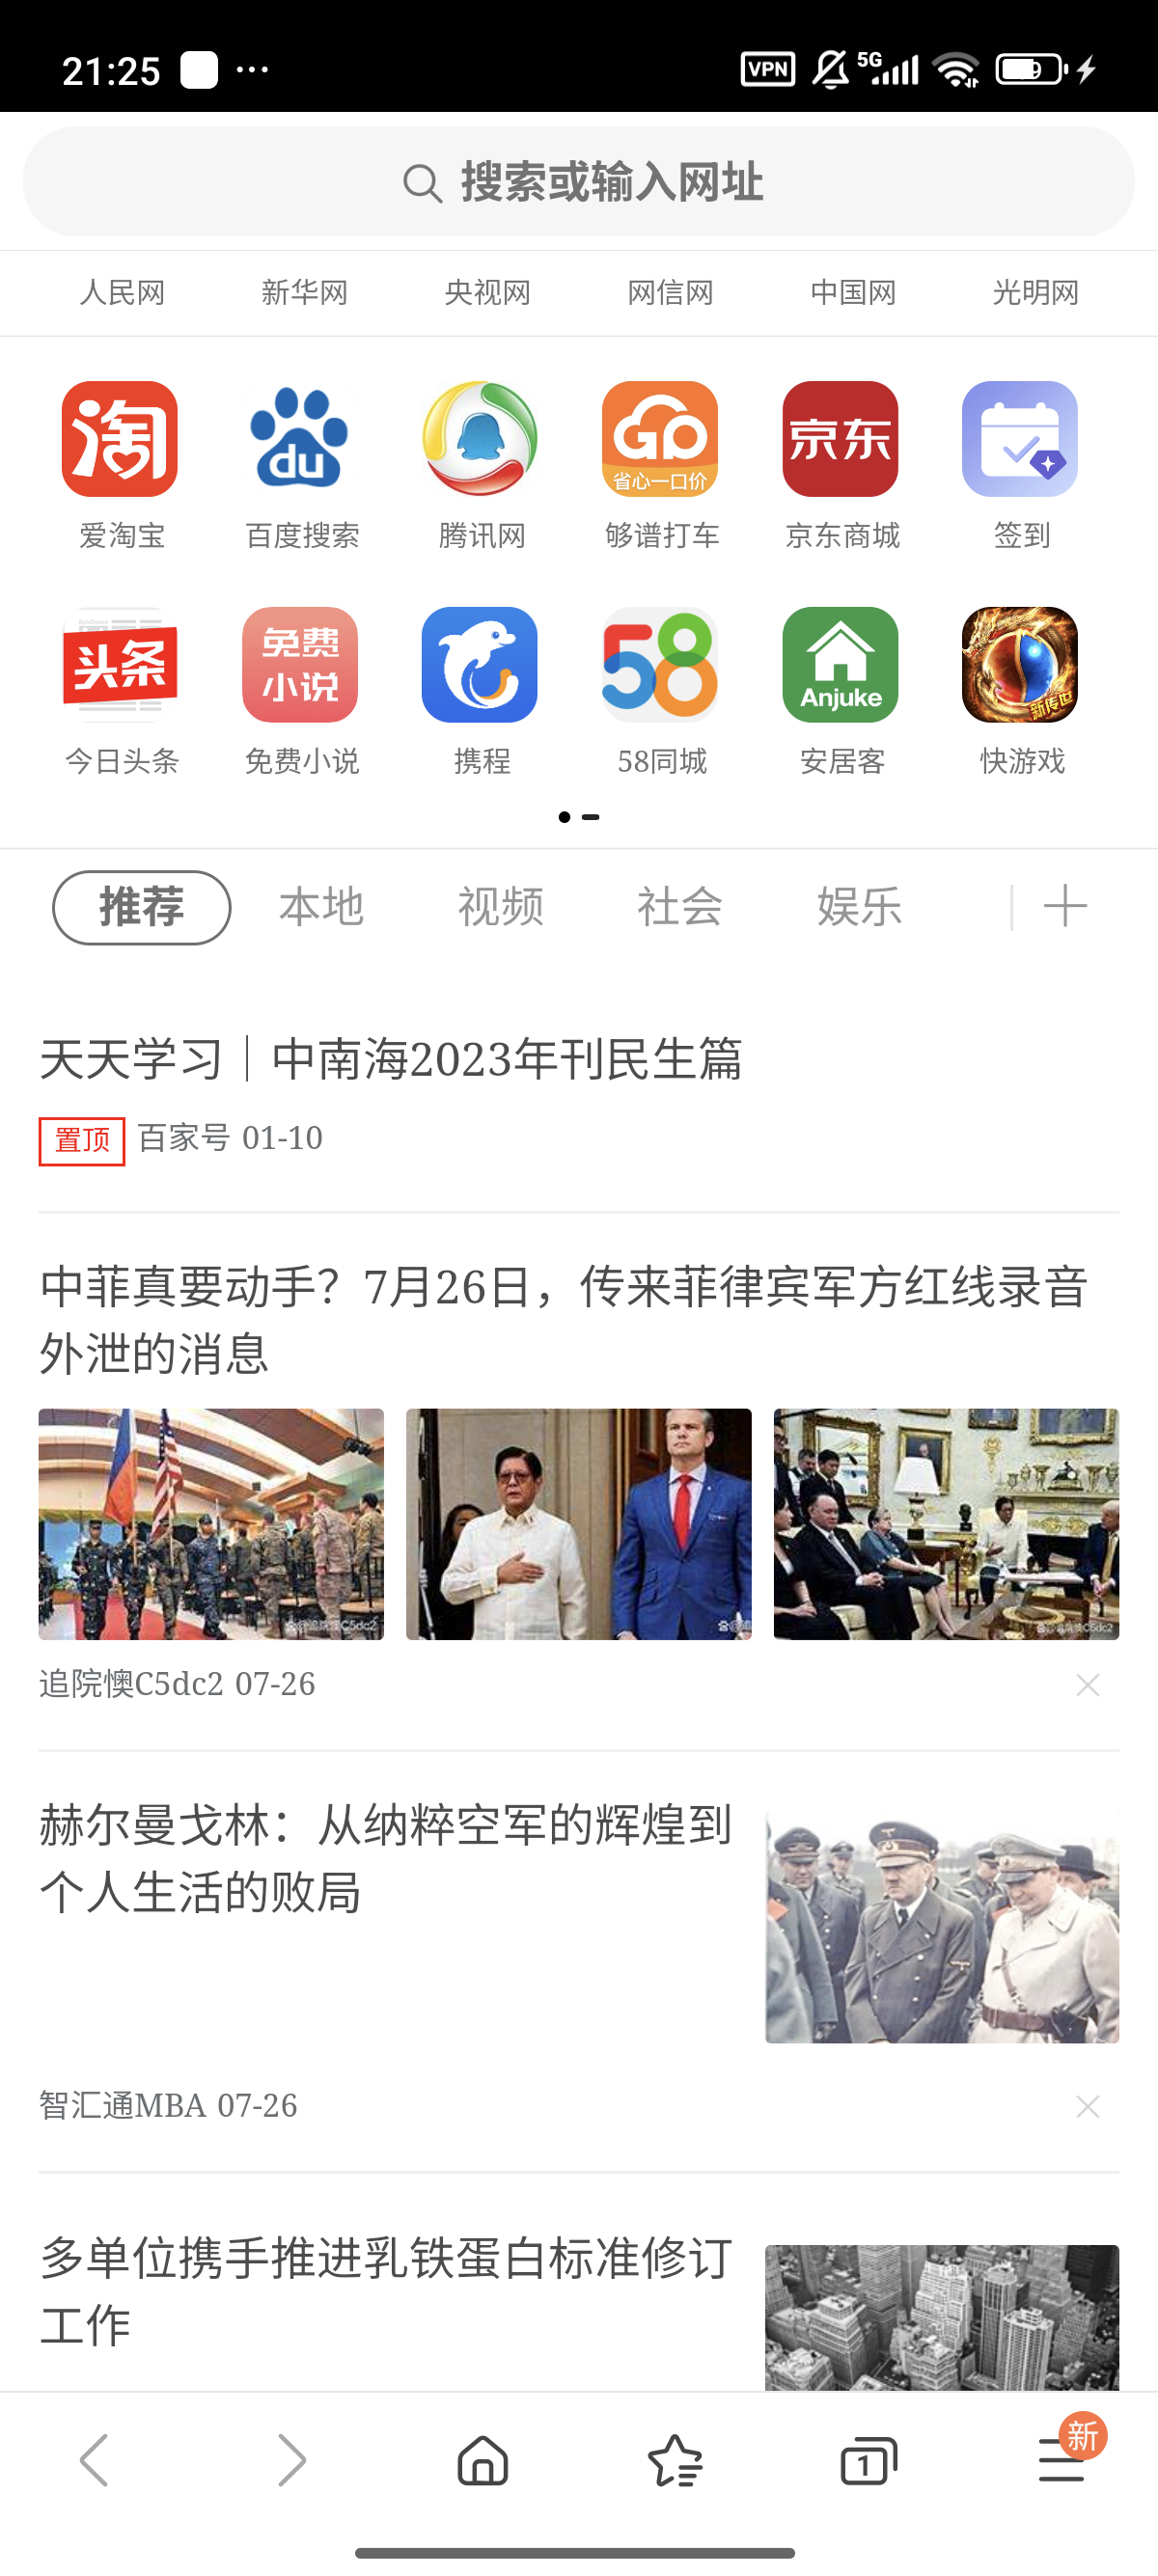 21:25
VPN
5G
搜索或输入网址
人民网 新华网 央视网 网信网 中国网 光明网
淘
du
GO
省心一口价
京东
爱淘宝 百度搜索 腾讯网 够谱打车 京东商城 签到
头条
免费
小说
58
Anjuke
新传世
今日头条 免费小说 携程 58同城 安居客 快游戏
推荐 本地 视频 社会 娱乐
天天学习｜中南海2023年刊民生篇
置顶 百家号 01-10
中菲真要动手？7月26日，传来菲律宾军方红线录音
外泄的消息
@追院懊C5dc2
追院懊C5dc2 07-26
赫尔曼戈林：从纳粹空军的辉煌到
个人生活的败局
智汇通MBA 07-26
多单位携手推进乳铁蛋白标准修订
工作
1
新